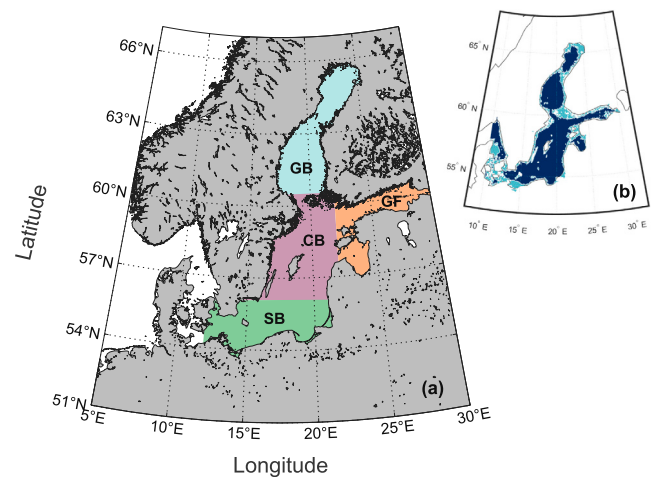 66°N
63°N
60°N
57°N
54°N
51°N
5°E
10°E
15°E
20°E
25°E
30°E
Latitude
Longitude
GB
GF
CB
SB
(a)
65° N
60° N
55° N
10° E
15° E
20° E
25° E
30° E
(b)